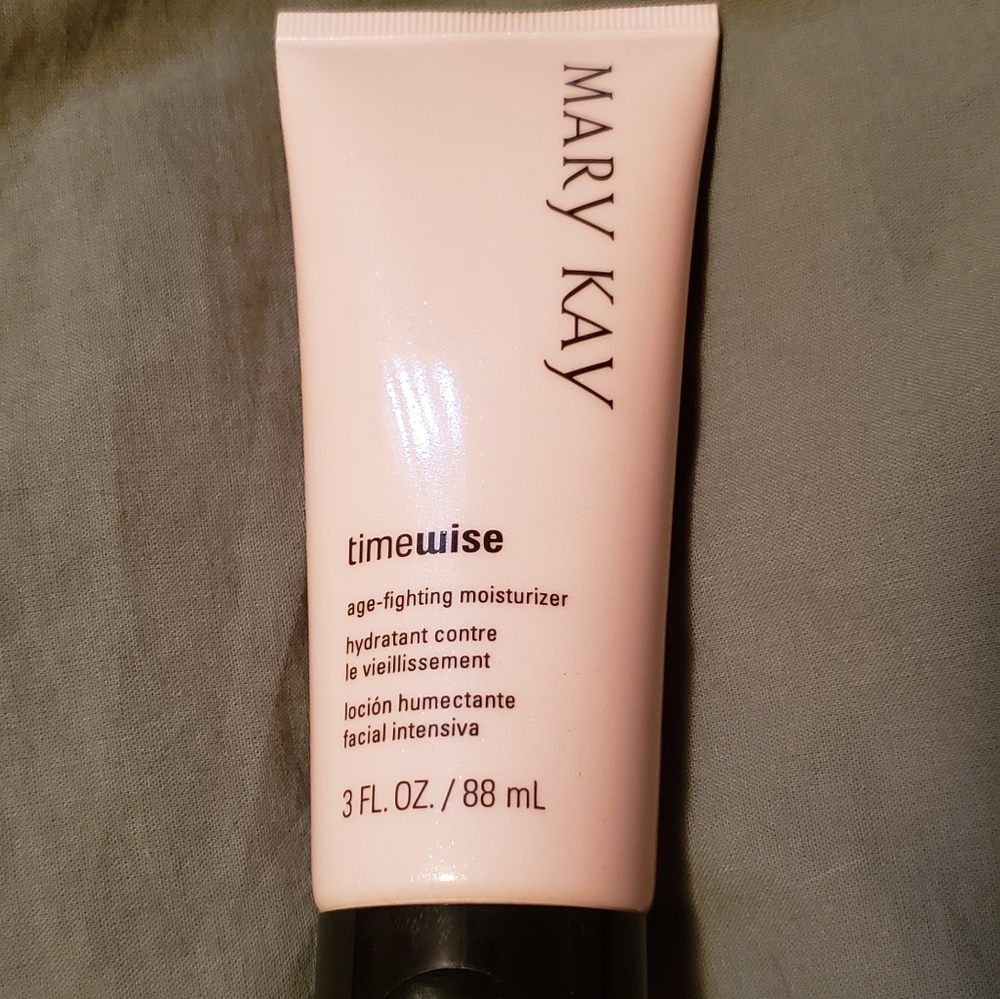 MARY KAY
timewise
age-fighting moisturizer
hydratant contre
le vieillissement
loción humectante
facial intensiva
3 FL. OZ. / 88 mL